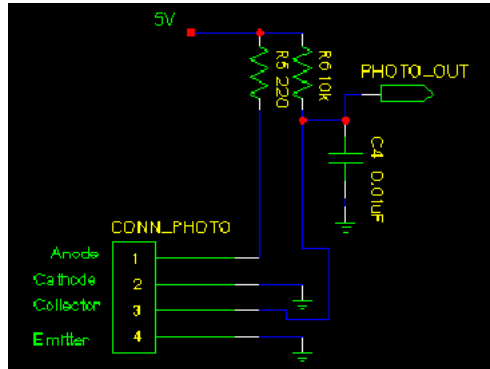 5V
R5 220
R6 10k
PHOTO_OUT
C4 0.01uF
CONN_PHOTO
Anode 1
Cathode 2
Collector 3
Emitter 4